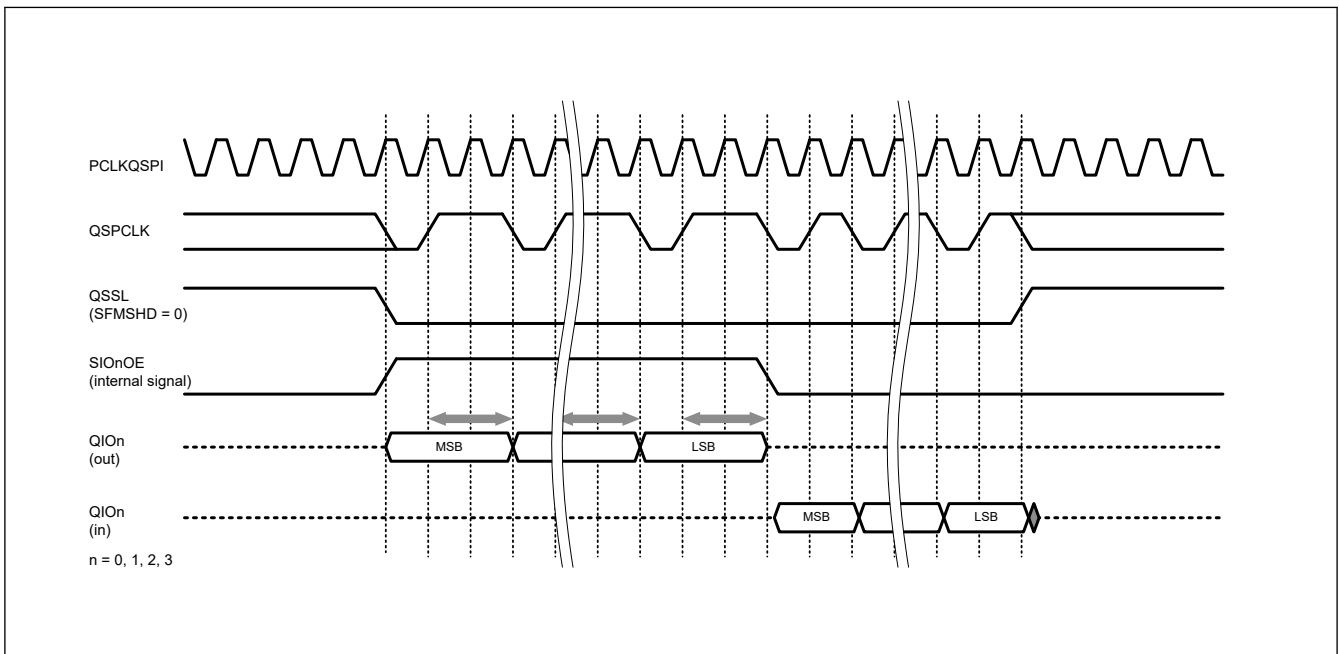 PCLKQSPI
QSPCLK
QSSL
(SFMSHD = 0)
SIOnOE
(internal signal)
QIOn
(out)
MSB
LSB
QIOn
(in)
MSB
LSB
n = 0, 1, 2, 3